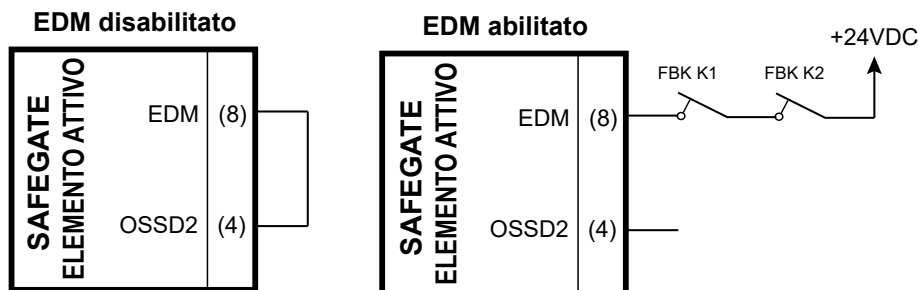 EDM disabilitato
SAFEGATE
ELEMENTO ATTIVO
EDM (8)
OSSD2 (4)
EDM abilitato
SAFEGATE
ELEMENTO ATTIVO
EDM (8)
OSSD2 (4)
FBK K1
FBK K2
+24VDC